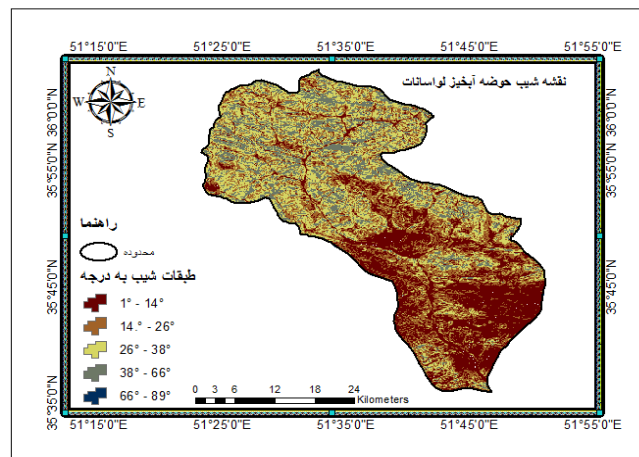 51°15'0"E 51°25'0"E 51°35'0"E 51°45'0"E 51°55'0"E
نقشه شیب حوضه آبخیز لواسانات
N
W E
S
36°0'0"N 36°0'0"N
35°55'0"N 35°55'0"N
راهنما
محدوده
طبقات شیب به درجه
35°45'0"N 35°45'0"N
1° - 14°
14.° - 26°
26° - 38°
38° - 66°
66° - 89°
0 3 6 12 18 24
Kilometers
35°35'0"N 35°35'0"N
51°15'0"E 51°25'0"E 51°35'0"E 51°45'0"E 51°55'0"E